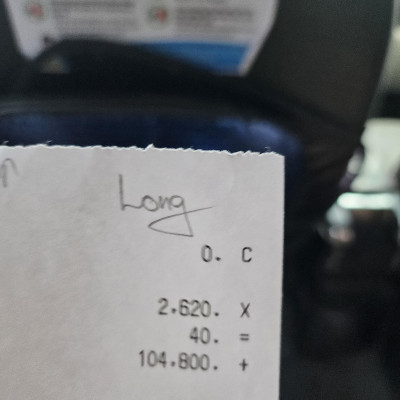 Long
0. C
2.620. X
40. =
104.800. +